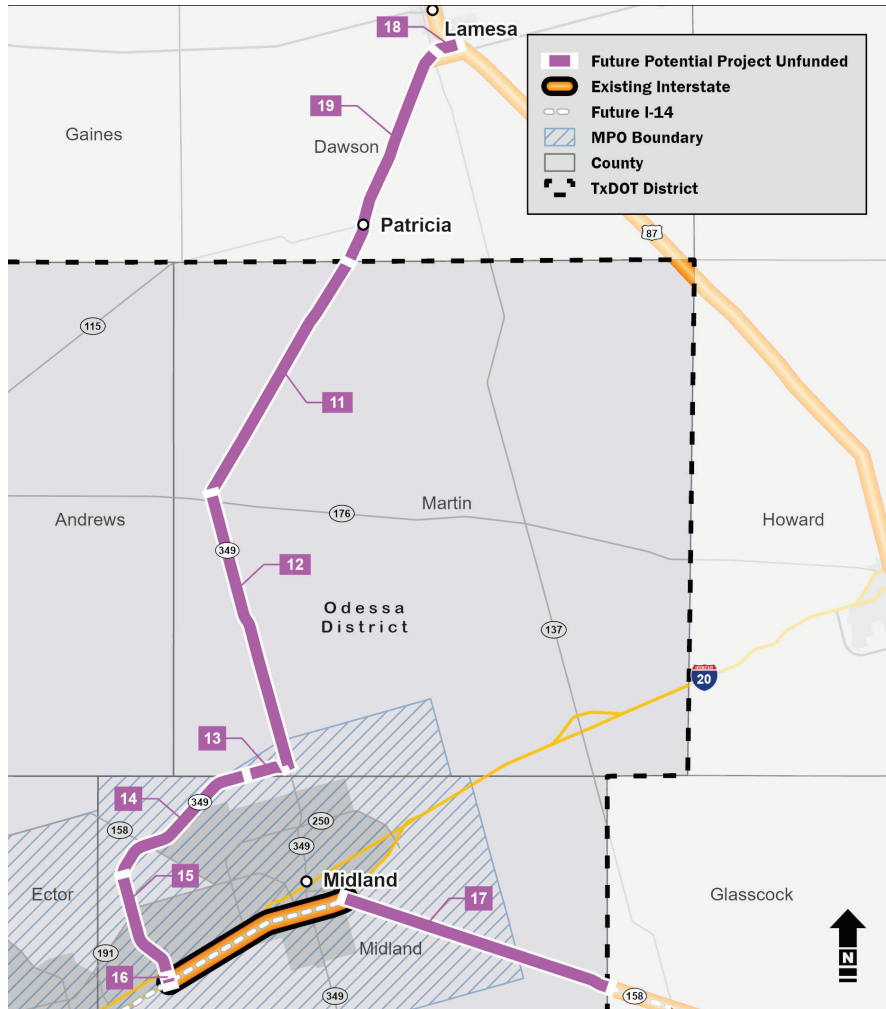 18
Lamesa
Future Potential Project Unfunded
Existing Interstate
Future I-14
MPO Boundary
County
TxDOT District
19
Gaines
Dawson
Patricia
87
115
11
Martin
176
Andrews
Howard
349
12
Odessa
District
137
20
13
14
349
158
250
349
15
Midland
Ector
17
Glasscock
191
Midland
16
N
349
158